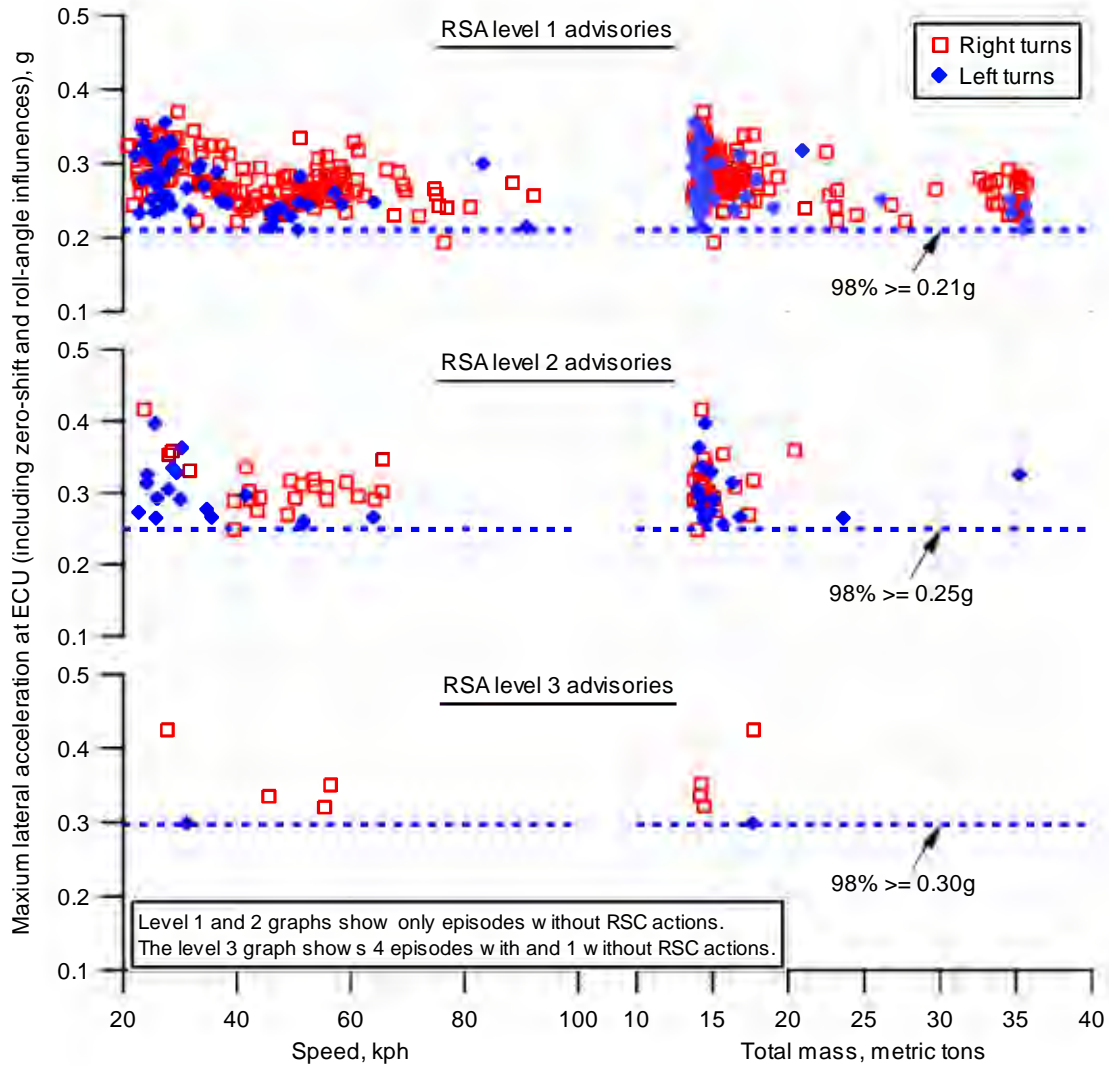 Maxium lateral acceleration at ECU (including zero-shift and roll-angle influnences), g
RSA level 1 advisories
Right turns
Left turns
0.5
0.4
0.3
0.2
0.1
98% >= 0.21g
RSA level 2 advisories
0.5
0.4
0.3
0.2
0.1
98% >= 0.25g
RSA level 3 advisories
0.5
0.4
0.3
0.2
0.1
98% >= 0.30g
Level 1 and 2 graphs show only episodes without RSC actions.
The level 3 graph shows 4 episodes with and 1 without RSC actions.
20 40 60 80 100 10 15 20 25 30 35 40
Speed, kph
Total mass, metric tons